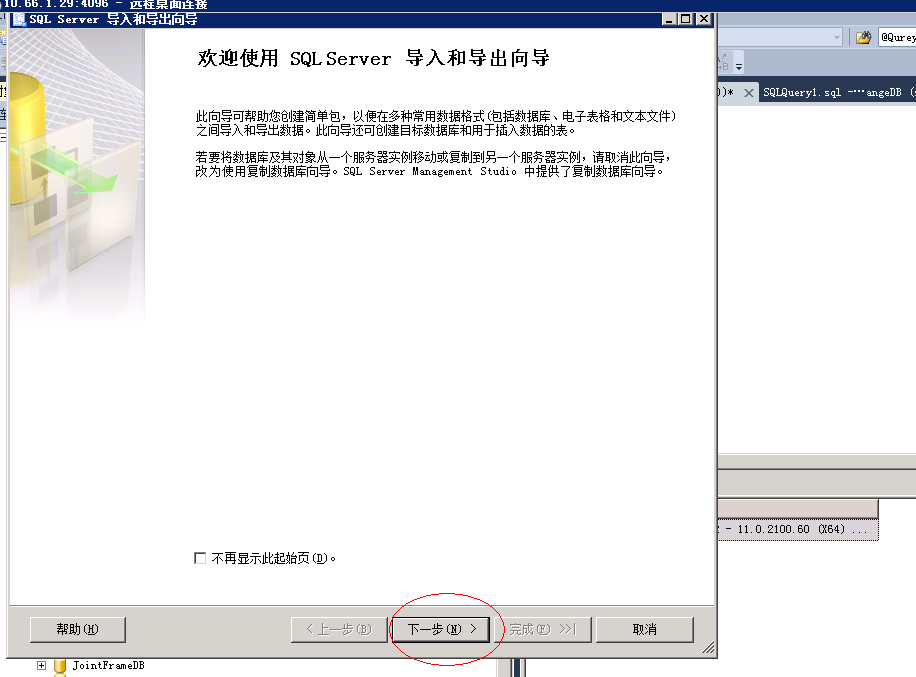 10.66.1.29:4096 - 远程桌面连接
SQL Server 导入和导出向导
@Qurey
欢迎使用 SQL Server 导入和导出向导
)* SQLQuery1.sql -···angeDB (
此向导可帮助您创建简单包，以便在多种常用数据格式(包括数据库、电子表格和文本文件)
之间导入和导出数据。此向导还可创建目标数据库和用于插入数据的表。
若要将数据库及其对象从一个服务器实例移动或复制到另一个服务器实例，请取消此向导，
改为使用复制数据库向导。SQL Server Management Studio 中提供了复制数据库向导。
- 11.0.2100.60 (X64) ...
不再显示此起始页(D)。
帮助(H)
< 上一步(B)
下一步(N) >
完成(F) >>|
取消
JointFrameDB